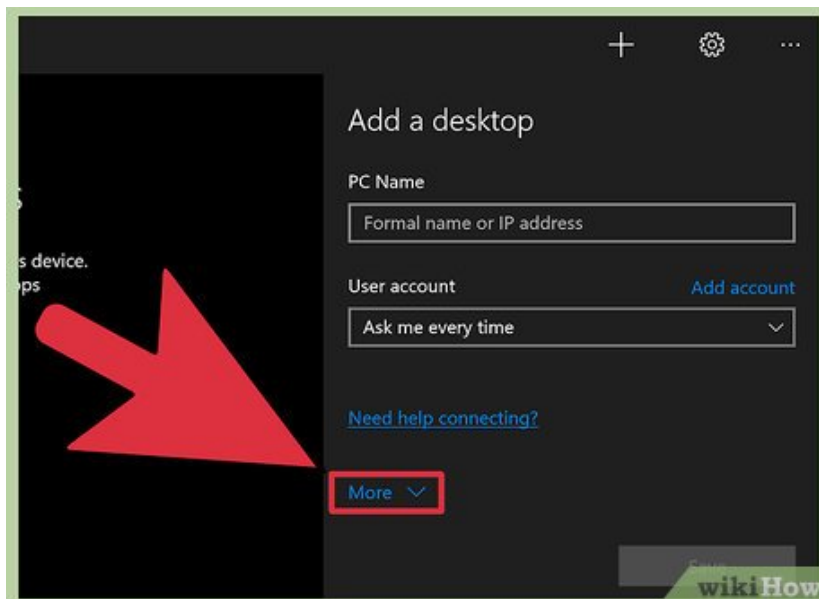 Add a desktop
PC Name
Formal name or IP address
s device.
ps
User account
Add account
Ask me every time
Need help connecting?
More
Save
wikiHow